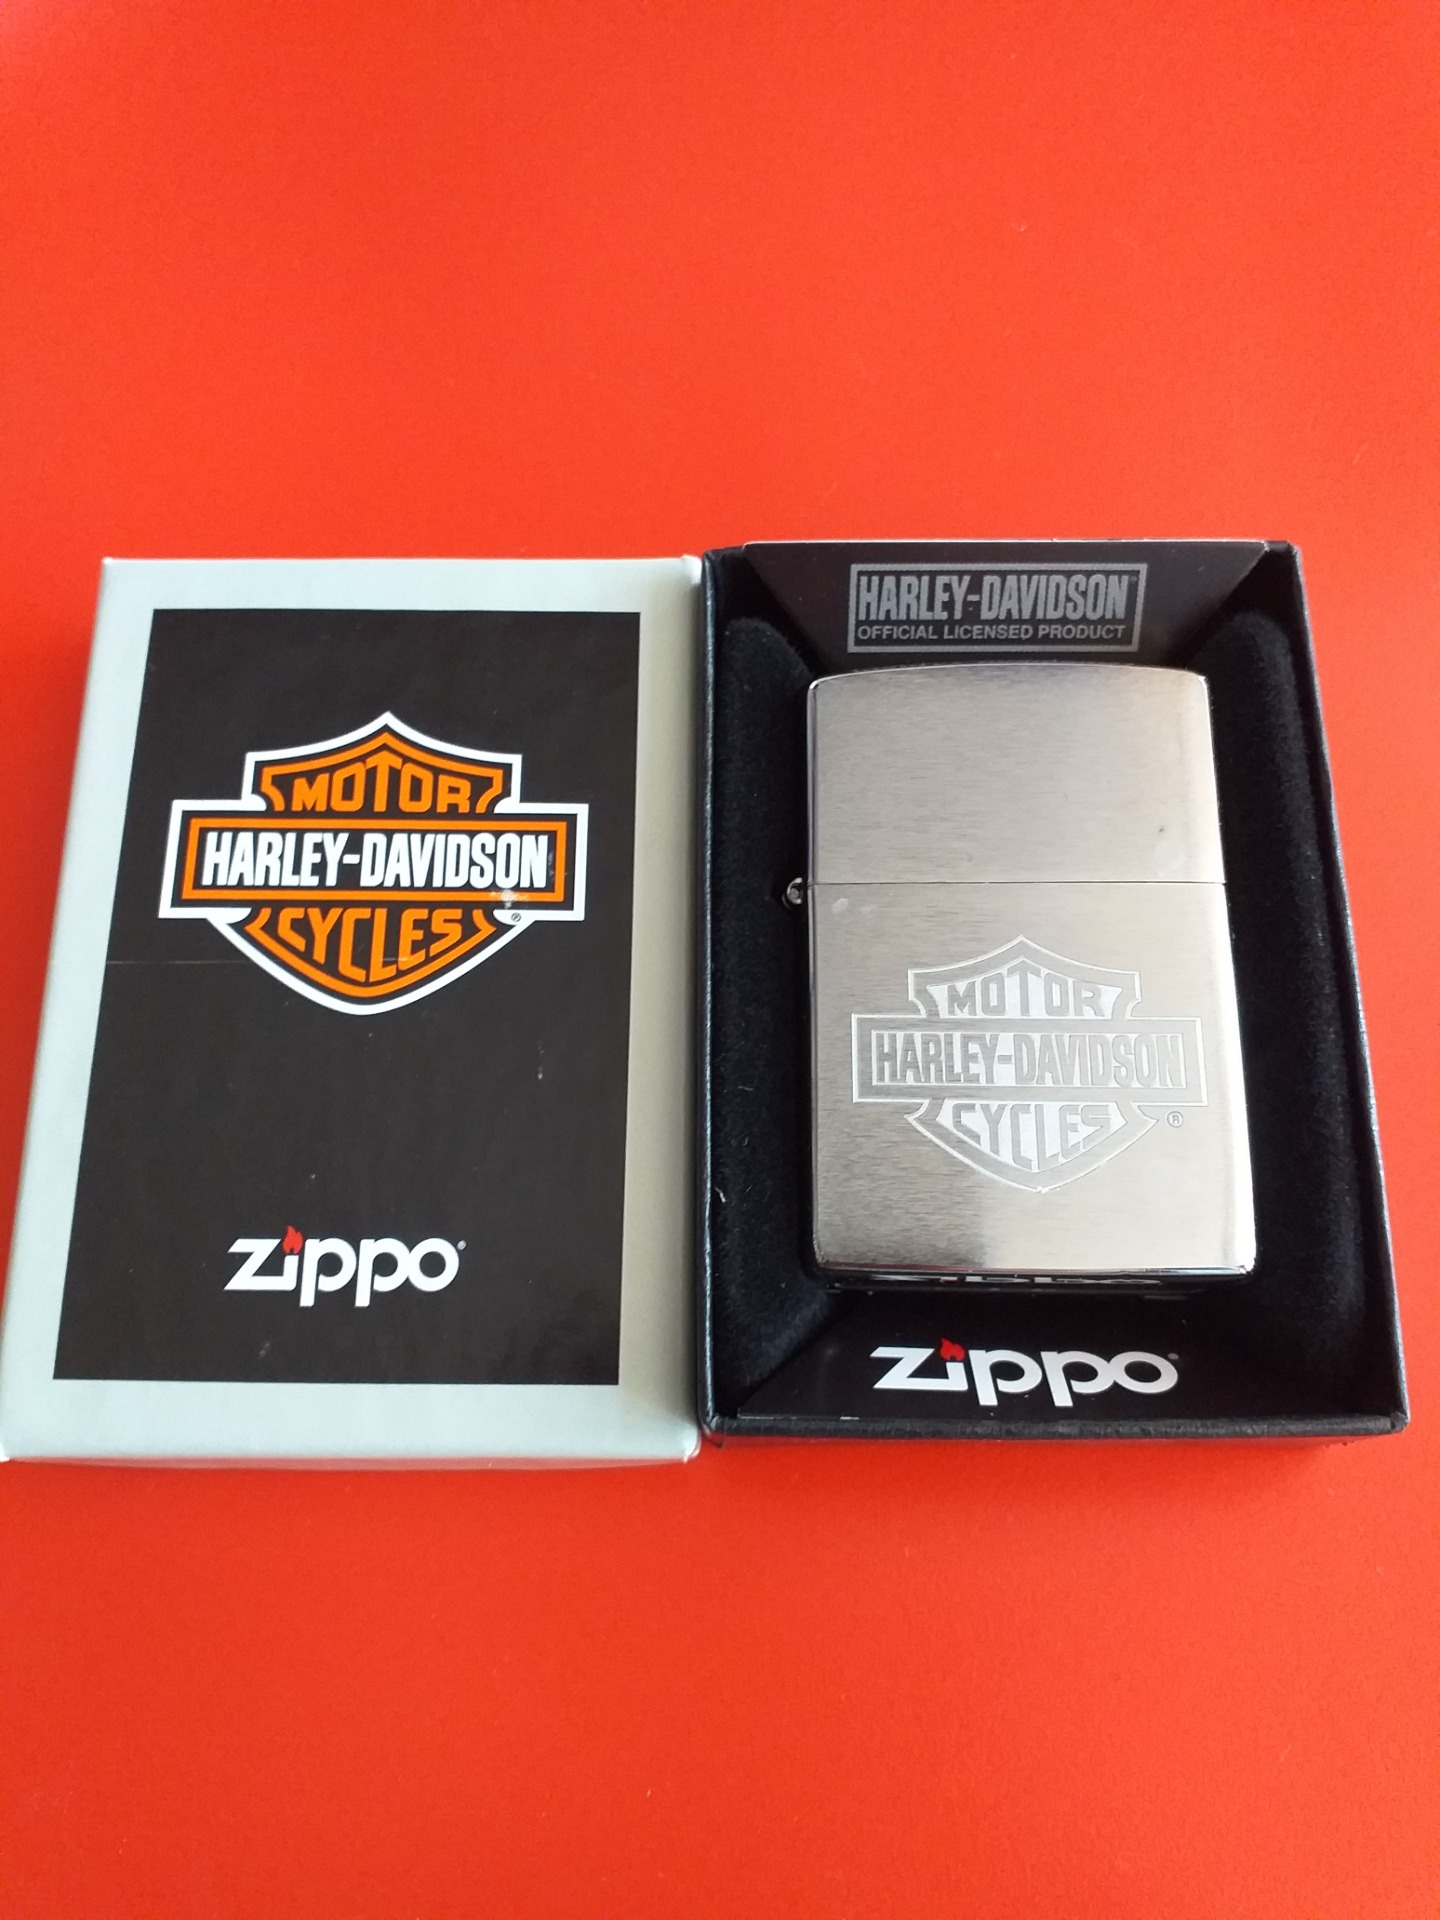 MOTOR
HARLEY-DAVIDSON
CYCLES
®
zippo®
HARLEY-DAVIDSON
OFFICIAL LICENSED PRODUCT
MOTOR
HARLEY-DAVIDSON
CYCLES
®
zippo